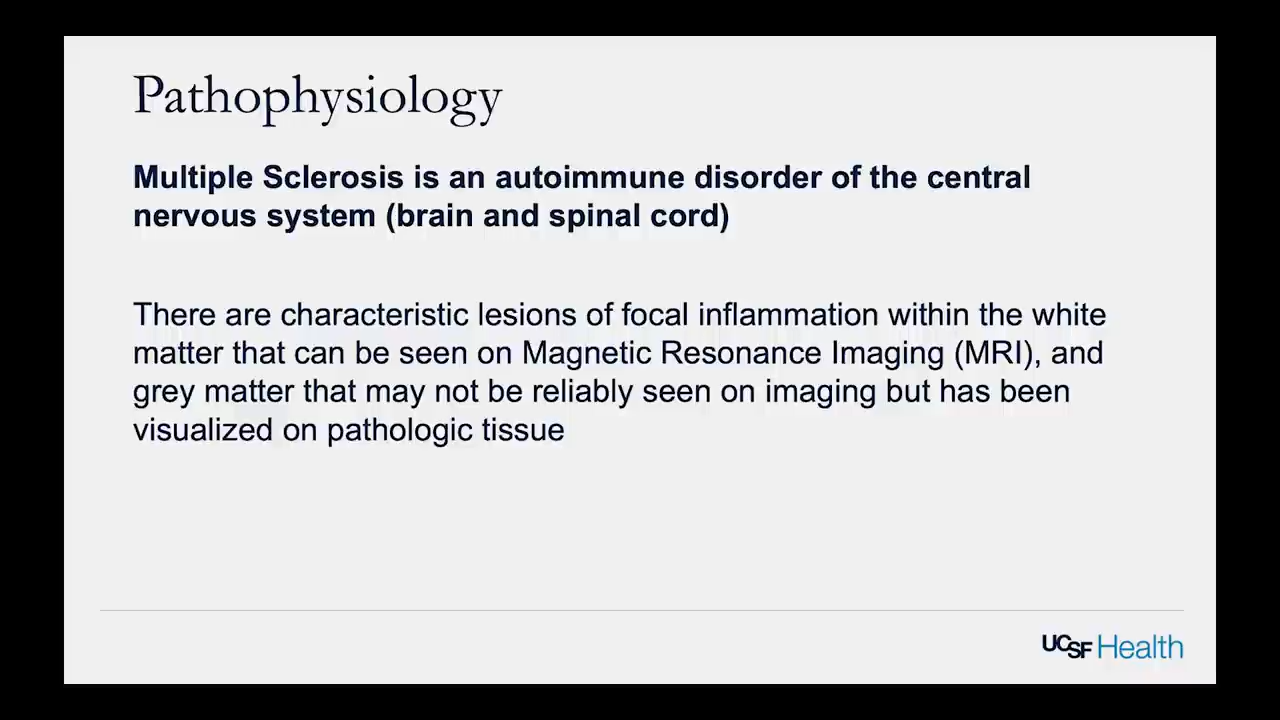 Pathophysiology
Multiple Sclerosis is an autoimmune disorder of the central
nervous system (brain and spinal cord)
There are characteristic lesions of focal inflammation within the white
matter that can be seen on Magnetic Resonance Imaging (MRI), and
grey matter that may not be reliably seen on imaging but has been
visualized on pathologic tissue
UCSF Health